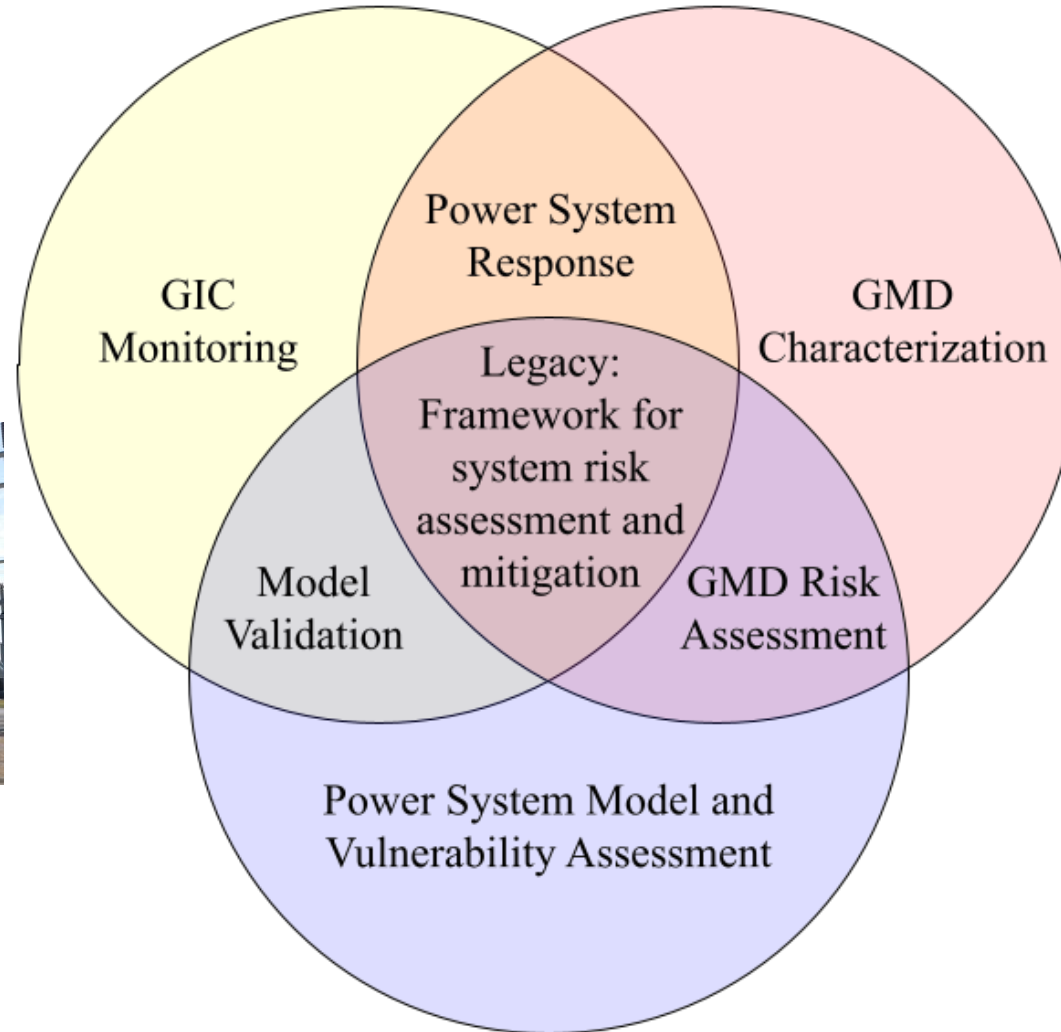 Power System
Response
GIC
Monitoring
GMD
Characterization
Legacy:
Framework for
system risk
assessment and
mitigation
Model
Validation
GMD Risk
Assessment
Power System Model and
Vulnerability Assessment